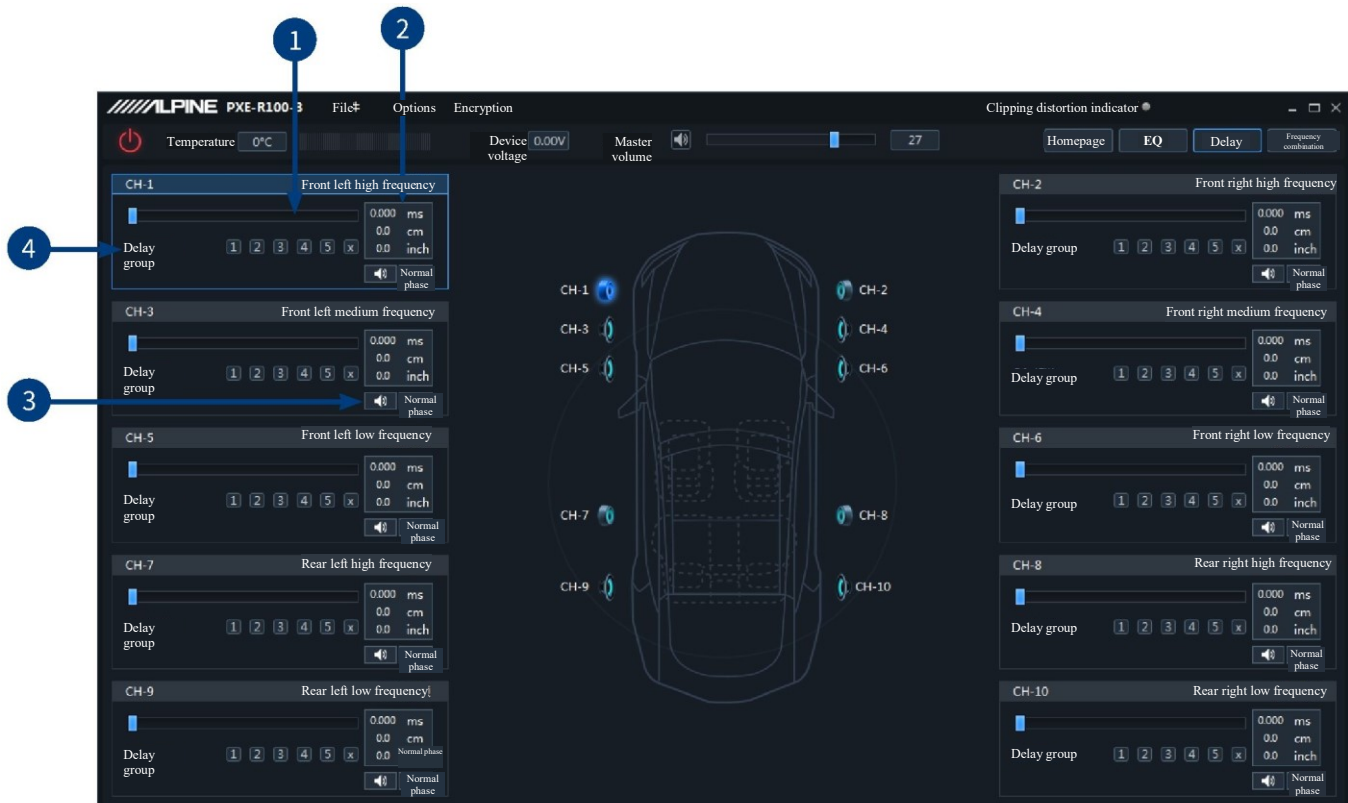 1
2
ALPINE PXE-R100-3 File‡ Options Encryption Clipping distortion indicator
Temperature 0°C Device voltage 0.00V Master volume 27 Homepage EQ Delay Frequency combination
CH-1 Front left high frequency
0.000 ms
0.0 cm
4
Delay group 1 2 3 4 5 x 0.0 inch
Normal phase
CH-3 Front left medium frequency
0.000 ms
0.0 cm
Delay group 1 2 3 4 5 x 0.0 inch
3
Normal phase
CH-5 Front left low frequency
0.000 ms
0.0 cm
Delay group 1 2 3 4 5 x 0.0 inch
Normal phase
CH-7 Rear left high frequency
0.000 ms
0.0 cm
Delay group 1 2 3 4 5 x 0.0 inch
Normal phase
CH-9 Rear left low frequency
0.000 ms
0.0 cm
Delay group 1 2 3 4 5 x 0.0 Normal phase
Normal phase
CH-1 CH-2
CH-3 CH-4
CH-5 CH-6
CH-7 CH-8
CH-9 CH-10
CH-2 Front right high frequency
0.000 ms
0.0 cm
Delay group 1 2 3 4 5 x 0.0 inch
Normal phase
CH-4 Front right medium frequency
0.000 ms
0.0 cm
Delay group 1 2 3 4 5 x 0.0 inch
Normal phase
CH-6 Front right low frequency
0.000 ms
0.0 cm
Delay group 1 2 3 4 5 x 0.0 inch
Normal phase
CH-8 Rear right high frequency
0.000 ms
0.0 cm
Delay group 1 2 3 4 5 x 0.0 inch
Normal phase
CH-10 Rear right low frequency
0.000 ms
0.0 cm
Delay group 1 2 3 4 5 x 0.0 inch
Normal phase